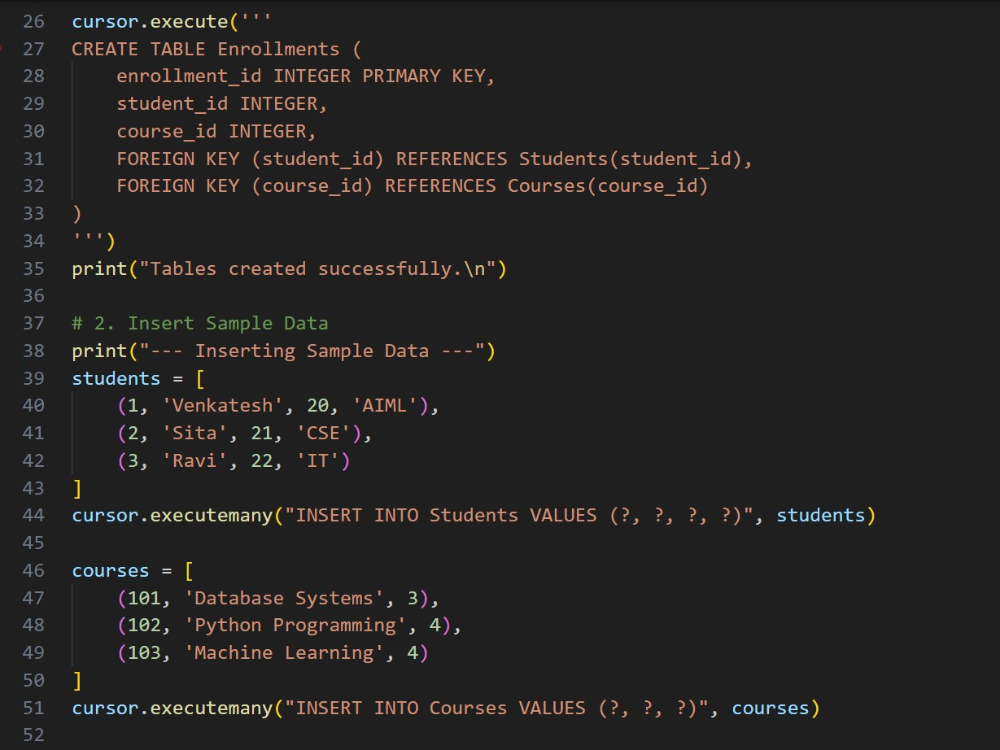 26 cursor.execute('''
27 CREATE TABLE Enrollments (
28     enrollment_id INTEGER PRIMARY KEY,
29     student_id INTEGER,
30     course_id INTEGER,
31     FOREIGN KEY (student_id) REFERENCES Students(student_id),
32     FOREIGN KEY (course_id) REFERENCES Courses(course_id)
33 )
34 ''')
35 print("Tables created successfully.\n")
36
37 # 2. Insert Sample Data
38 print("--- Inserting Sample Data ---")
39 students = [
40     (1, 'Venkatesh', 20, 'AIML'),
41     (2, 'Sita', 21, 'CSE'),
42     (3, 'Ravi', 22, 'IT')
43 ]
44 cursor.executemany("INSERT INTO Students VALUES (?, ?, ?, ?)", students)
45
46 courses = [
47     (101, 'Database Systems', 3),
48     (102, 'Python Programming', 4),
49     (103, 'Machine Learning', 4)
50 ]
51 cursor.executemany("INSERT INTO Courses VALUES (?, ?, ?)", courses)
52